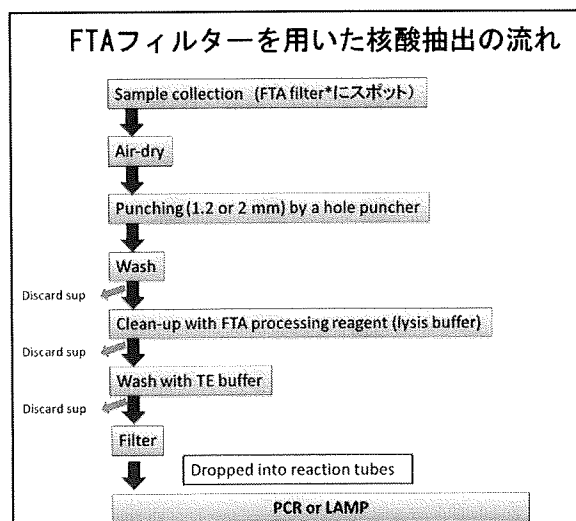 FTAフィルターを用いた核酸抽出の流れ
Sample collection (FTA filter*にスポット)
Air-dry
Punching (1.2 or 2 mm) by a hole puncher
Wash
Discard sup
Clean-up with FTA processing reagent (lysis buffer)
Discard sup
Wash with TE buffer
Discard sup
Filter
Dropped into reaction tubes
PCR or LAMP